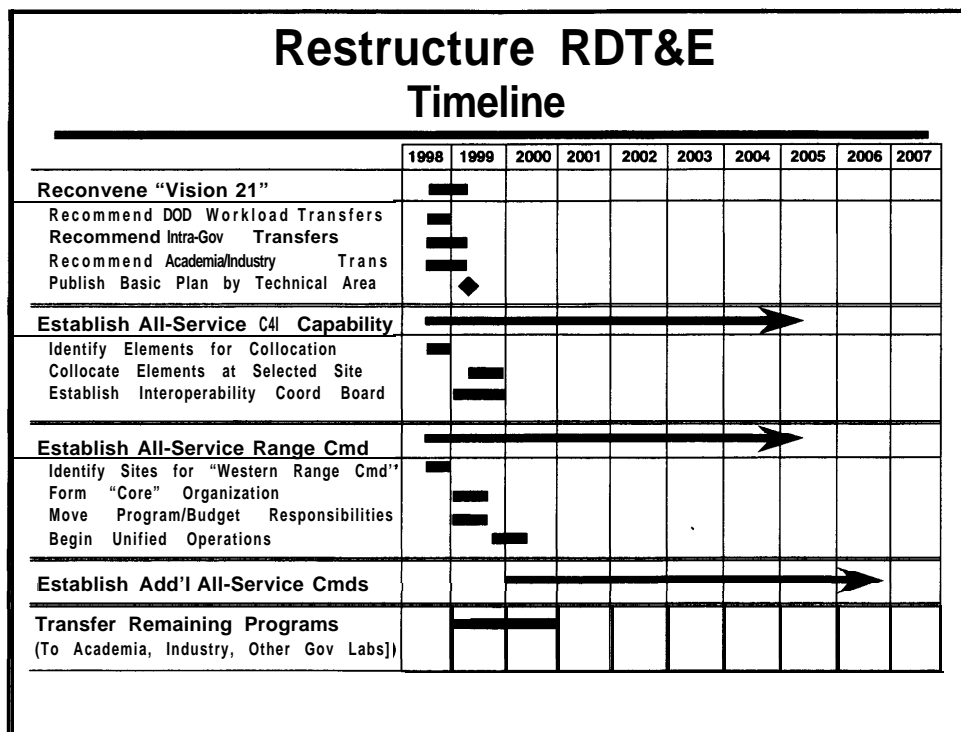 Restructure RDT&E
Timeline
1998 1999 2000 2001 2002 2003 2004 2005 2006 2007
Reconvene “Vision 21”
Recommend DOD Workload Transfers
Recommend Intra-Gov Transfers
Recommend Academia/Industry Trans
Publish Basic Plan by Technical Area
Establish All-Service C4I Capability
Identify Elements for Collocation
Collocate Elements at Selected Site
Establish Interoperability Coord Board
Establish All-Service Range Cmd
Identify Sites for “Western Range Cmd”
Form “Core” Organization
Move Program/Budget Responsibilities
Begin Unified Operations
Establish Add’l All-Service Cmds
Transfer Remaining Programs
(To Academia, Industry, Other Gov Labs])